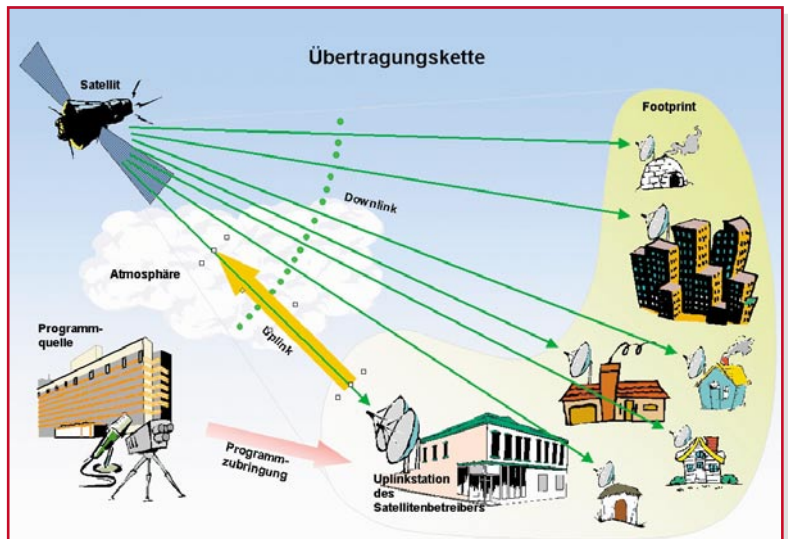 Übertragungskette
Satellit
Footprint
Downlink
Atmosphäre
Uplink
Programm-
quelle
Programm-
zubringung
Uplinkstation
des
Satellitenbetreibers